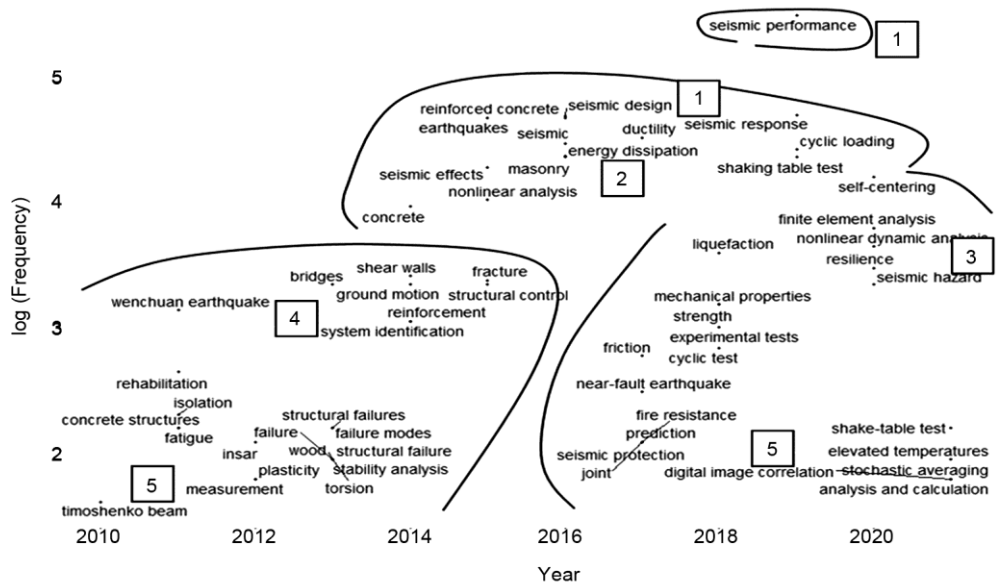 seismic performance
1
5
1
reinforced concrete
seismic design
earthquakes
seismic
ductility
seismic response
cyclic loading
energy dissipation
masonry
shaking table test
seismic effects
2
nonlinear analysis
self-centering
4
concrete
finite element analysis
nonlinear dynamic analysis
liquefaction
resilience
3
seismic hazard
log (Frequency)
bridges
shear walls
fracture
ground motion
structural control
wenchuan earthquake
reinforcement
4
system identification
mechanical properties
strength
3
experimental tests
friction
cyclic test
near-fault earthquake
rehabilitation
isolation
concrete structures
fatigue
structural failures
failure
failure modes
insar
wood
structural failure
plasticity
stability analysis
measurement
torsion
2
5
timoshenko beam
fire resistance
prediction
seismic protection
joint
5
shake-table test
elevated temperatures
digital image correlation
stochastic averaging
analysis and calculation
2010
2012
2014
2016
2018
2020
Year